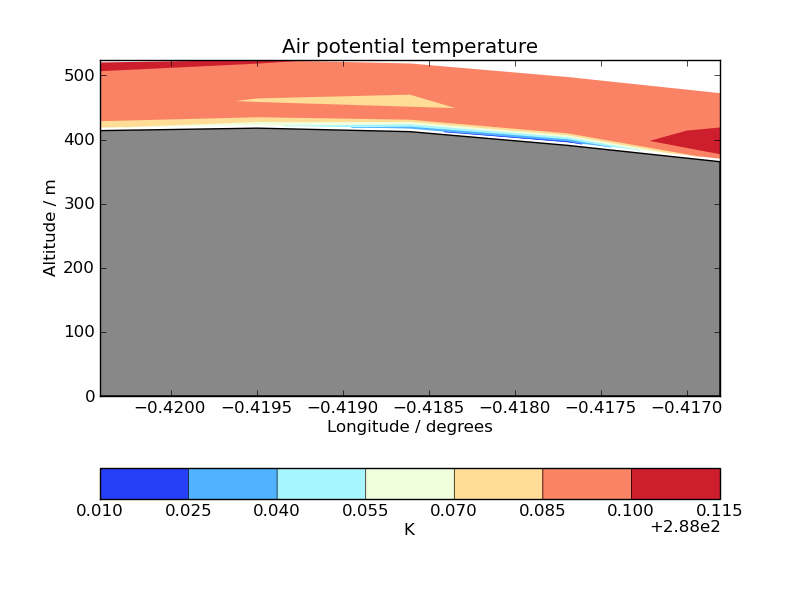 Air potential temperature
500
400
300
200
100
0
Altitude / m
−0.4200 −0.4195 −0.4190 −0.4185 −0.4180 −0.4175 −0.4170
Longitude / degrees
0.010 0.025 0.040 0.055 0.070 0.085 0.100 0.115
+2.88e2
K